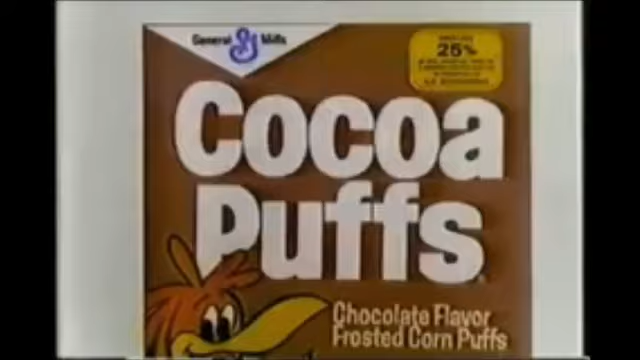 General Mills
25%
Cocoa
Puffs
Chocolate Flavor
Frosted Corn Puffs